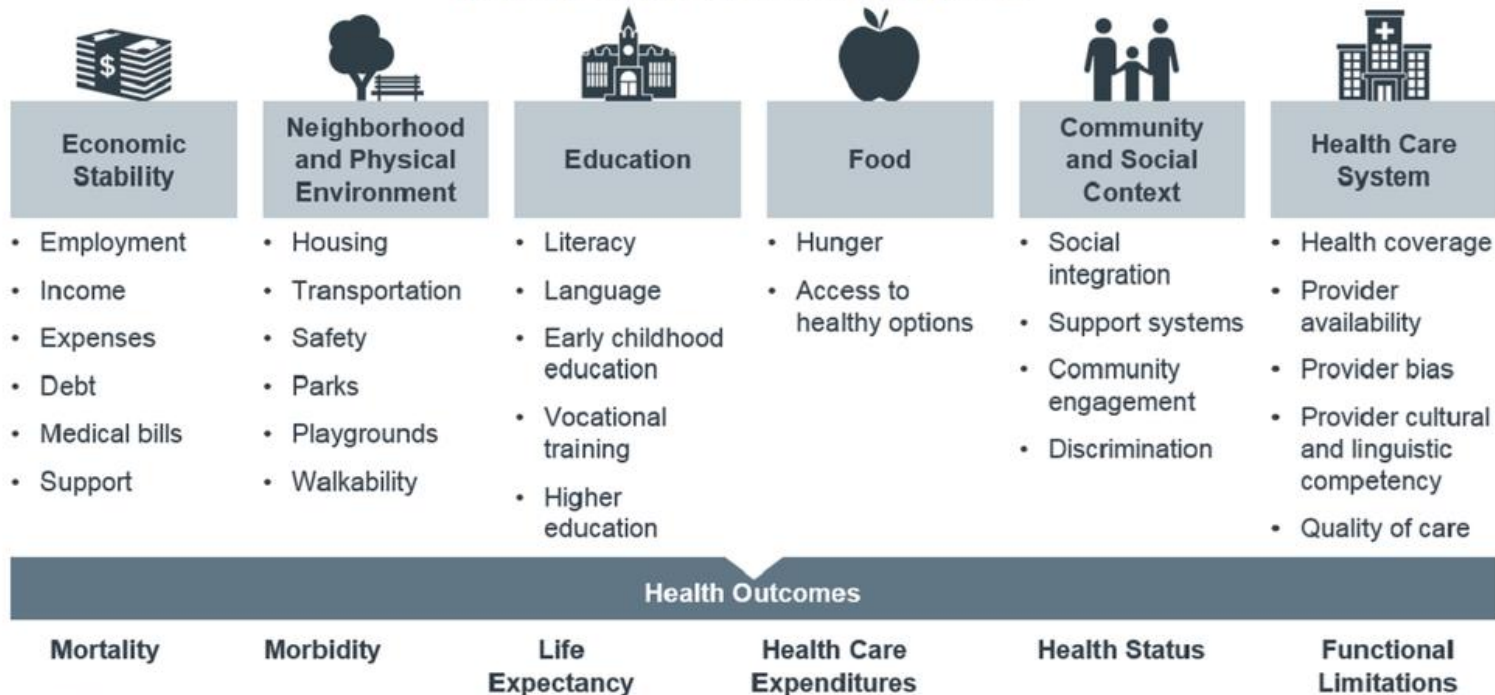 $
Economic
Stability
• Employment
• Income
• Expenses
• Debt
• Medical bills
• Support
Neighborhood
and Physical
Environment
• Housing
• Transportation
• Safety
• Parks
• Playgrounds
• Walkability
Education
• Literacy
• Language
• Early childhood
education
• Vocational
training
• Higher
education
Food
• Hunger
• Access to
healthy options
Community
and Social
Context
• Social
integration
• Support systems
• Community
engagement
• Discrimination
Health Care
System
• Health coverage
• Provider
availability
• Provider bias
• Provider cultural
and linguistic
competency
• Quality of care
Health Outcomes
Mortality
Morbidity
Life
Expectancy
Health Care
Expenditures
Health Status
Functional
Limitations